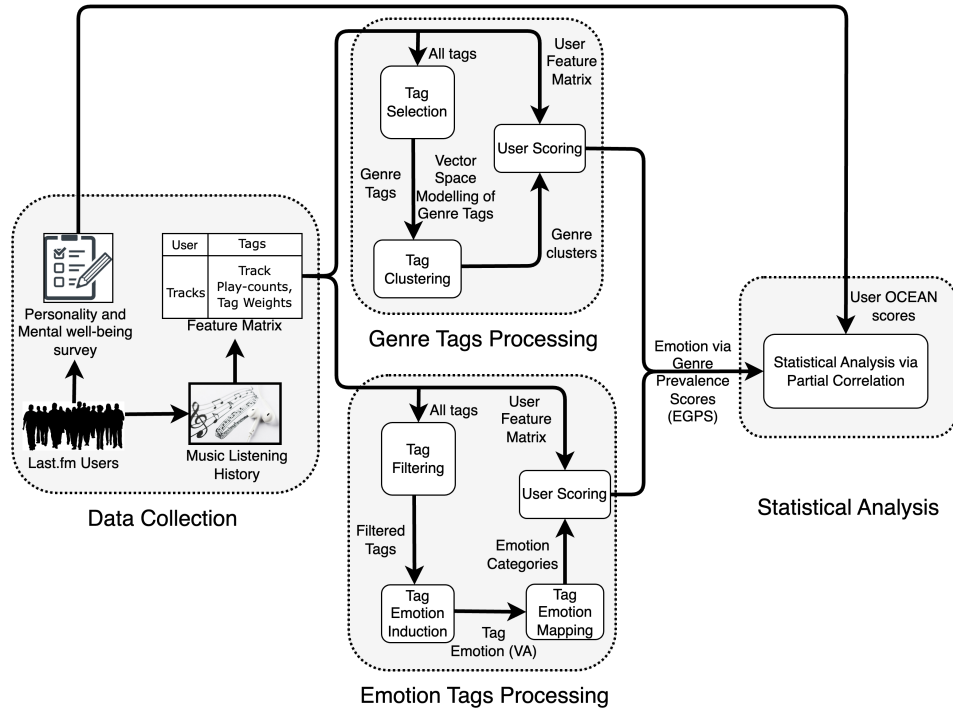 User
Tags
Tracks
Track
Play-counts,
Tag Weights
Feature Matrix
Personality and
Mental well-being
survey
Last.fm Users
Music Listening
History
Data Collection
All tags
User
Feature
Matrix
Tag
Selection
User Scoring
Genre
Tags
Vector
Space
Modelling of
Genre Tags
Genre
clusters
Tag
Clustering
Genre Tags Processing
All tags
User
Feature
Matrix
Tag
Filtering
User Scoring
Filtered
Tags
Emotion
Categories
Tag
Emotion
Induction
Tag
Emotion (VA)
Tag
Emotion
Mapping
Emotion Tags Processing
Emotion via
Genre
Prevalence
Scores
(EGPS)
User OCEAN
scores
Statistical Analysis via
Partial Correlation
Statistical Analysis